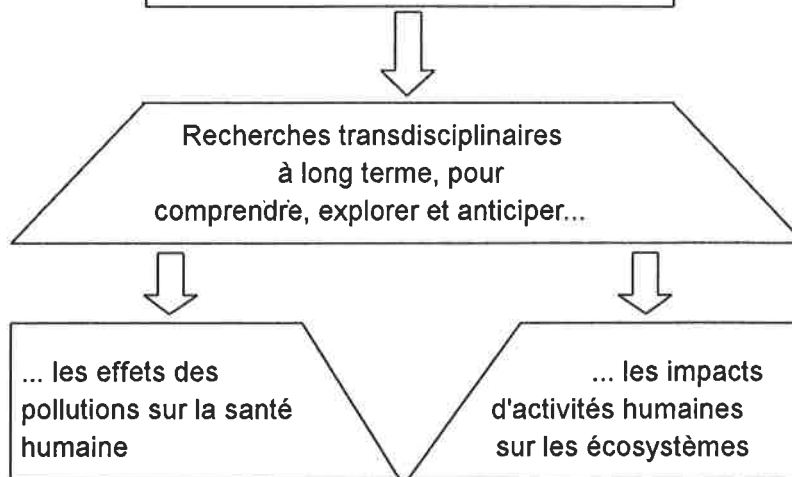 Recherches transdisciplinaires
à long terme, pour
comprendre, explorer et anticiper...
... les effets des
pollutions sur la santé
humaine
... les impacts
d'activités humaines
sur les écosystèmes